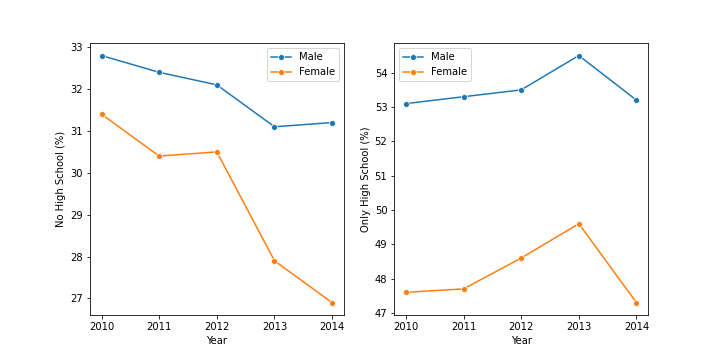 No High School (%)
33
32
31
30
29
28
27
Male
Female
2010 2011 2012 2013 2014
Year
Only High School (%)
54
53
52
51
50
49
48
47
Male
Female
2010 2011 2012 2013 2014
Year